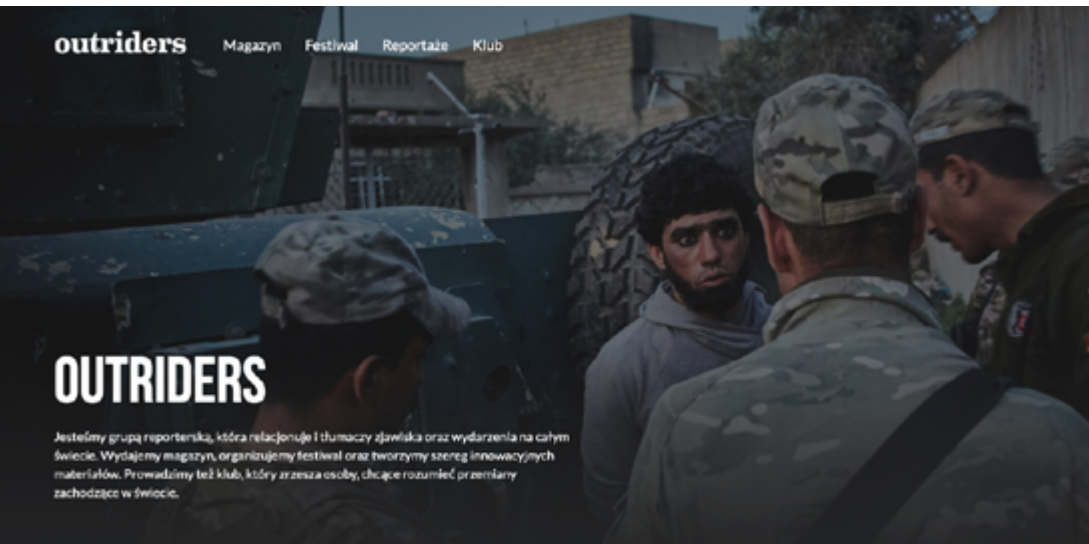 outriders
Magazyn Festiwal Reportaże Klub
OUTRIDERS
Jesteśmy grupą reporterską, która relacjonuje i tłumaczy zjawiska oraz wydarzenia na całym
świecie. Wydajemy magazyn, organizujemy festiwal oraz tworzymy szereg innowacyjnych
materiałów. Prowadzimy też klub, który zrzesza osoby, chcące rozumieć przemiany
zachodzące w świecie.